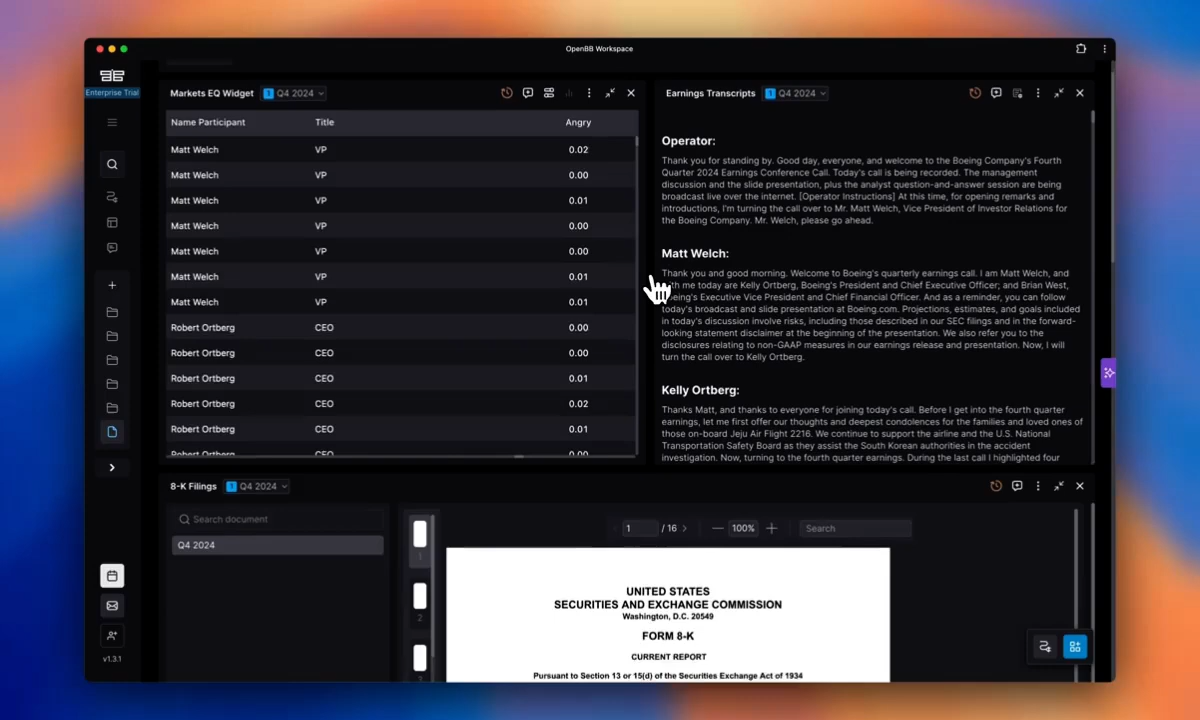 OpenBB Workspace
Enterprise Trial
Markets EQ Widget 1 Q4 2024
Name Participant Title Angry
Matt Welch VP 0.02
Matt Welch VP 0.00
Matt Welch VP 0.01
Matt Welch VP 0.00
Matt Welch VP 0.00
Matt Welch VP 0.01
Matt Welch VP 0.01
Robert Ortberg CEO 0.00
Robert Ortberg CEO 0.00
Robert Ortberg CEO 0.01
Robert Ortberg CEO 0.02
Robert Ortberg CEO 0.01
Robert Ortberg CEO 0.00
Earnings Transcripts 1 Q4 2024
Operator:
Thank you for standing by. Good day, everyone, and welcome to the Boeing Company's Fourth
Quarter 2024 Earnings Conference Call. Today's call is being recorded. The management
discussion and the slide presentation, plus the analyst question-and-answer session are being
broadcast live over the internet. [Operator Instructions] At this time, for opening remarks and
introductions, I'm turning the call over to Mr. Matt Welch, Vice President of Investor Relations for
the Boeing Company. Mr. Welch, please go ahead.
Matt Welch:
Thank you and good morning. Welcome to Boeing's quarterly earnings call. I am Matt Welch, and
th me today are Kelly Ortberg, Boeing's President and Chief Executive Officer; and Brian West,
eing's Executive Vice President and Chief Financial Officer. And as a reminder, you can follow
today's broadcast and slide presentation at Boeing.com. Projections, estimates, and goals included
in today's discussion involve risks, including those described in our SEC filings and in the forward-
looking statement disclaimer at the beginning of the presentation. We also refer you to the
disclosures relating to non-GAAP measures in our earnings release and presentation. Now, I will
turn the call over to Kelly Ortberg.
Kelly Ortberg:
Thanks Matt, and thanks to everyone for joining today's call. Before I get into the fourth quarter
earnings, let me first offer our thoughts and deepest condolences for the families and loved ones of
those on-board Jeju Air Flight 2216. We continue to support the airline and the U.S. National
Transportation Safety Board as they assist the South Korean authorities in the accident
investigation. Now, turning to the fourth quarter earnings. During the last call I highlighted four
8-K Filings 1 Q4 2024
Search document
Q4 2024
1 / 16 100% Search
1
2
UNITED STATES
SECURITIES AND EXCHANGE COMMISSION
Washington, D.C. 20549
FORM 8-K
CURRENT REPORT
Pursuant to Section 13 or 15(d) of the Securities Exchange Act of 1934
v1.3.1